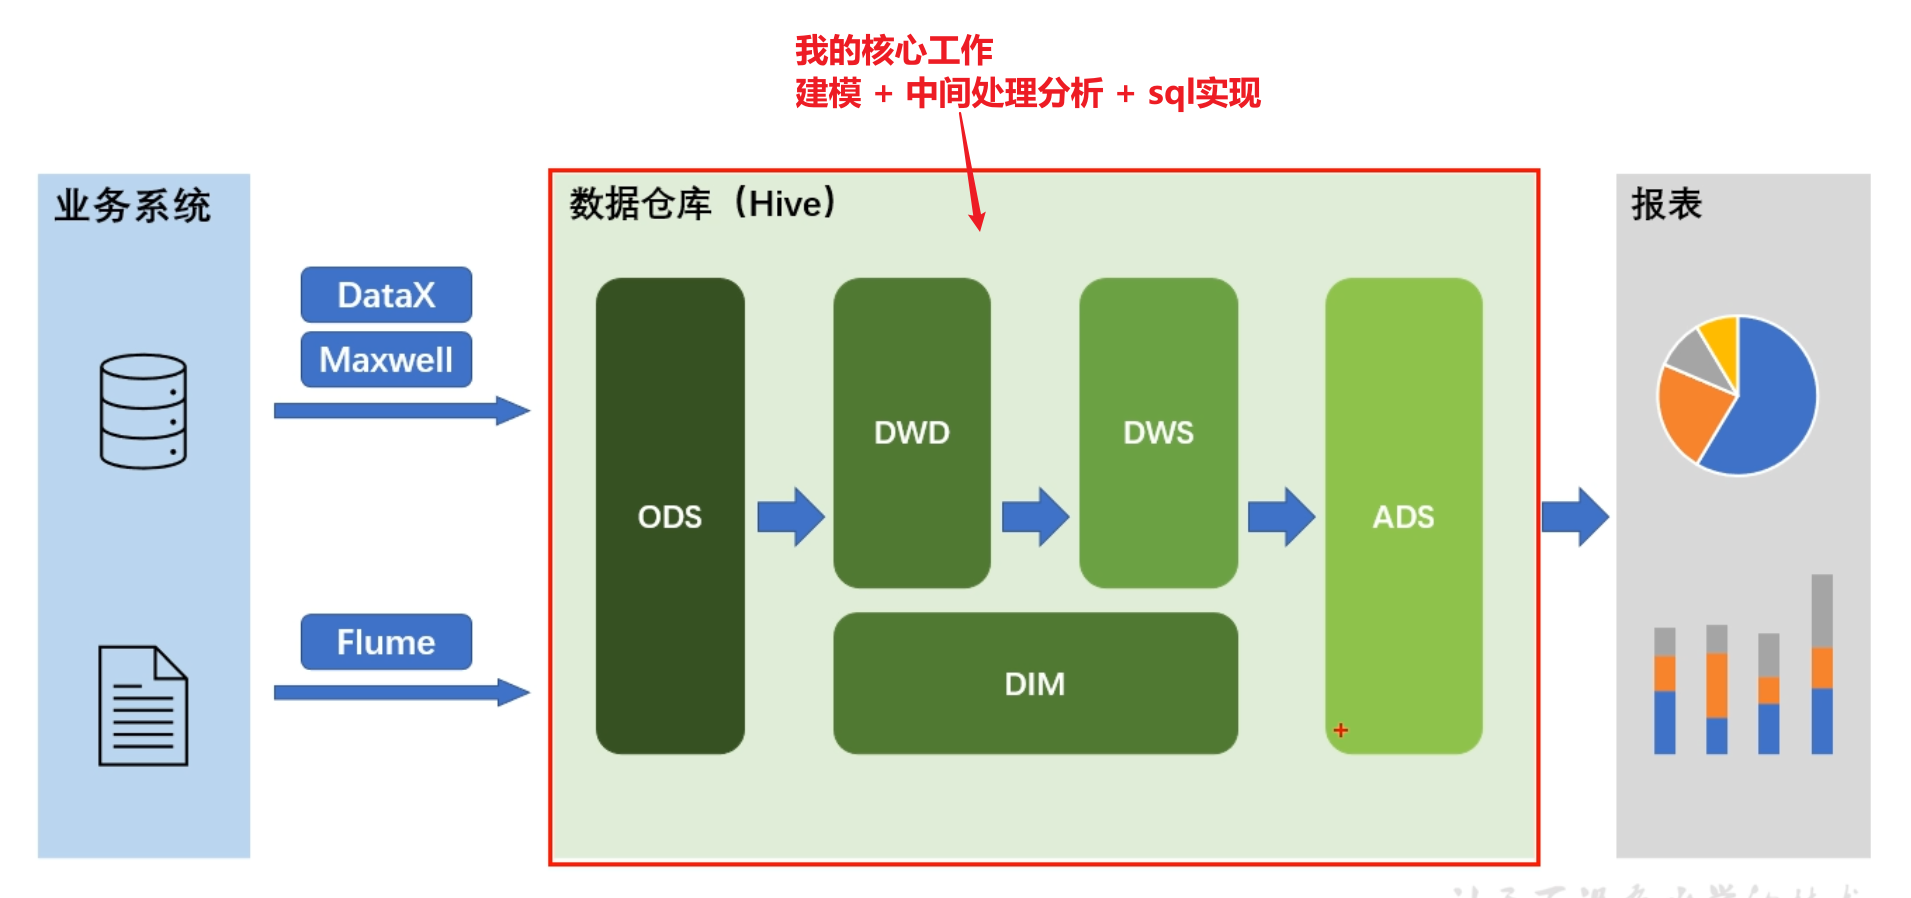 我的核心工作
建模 + 中间处理分析 + sql实现
业务系统
数据仓库（Hive）
报表
DataX
Maxwell
DWD
DWS
ODS
ADS
Flume
DIM